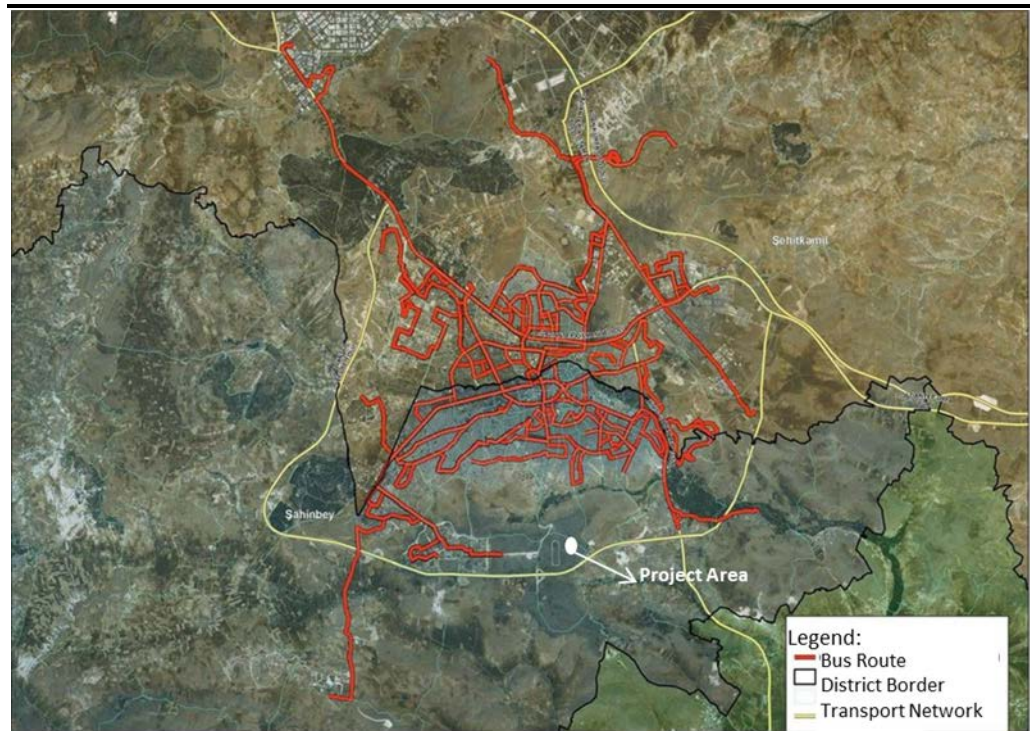 Şehitkamil
Şahinbey
Project Area
Legend:
Bus Route
District Border
Transport Network